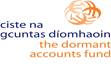 ciste na
gcuntas díomhaoin
the dormant
accounts fund